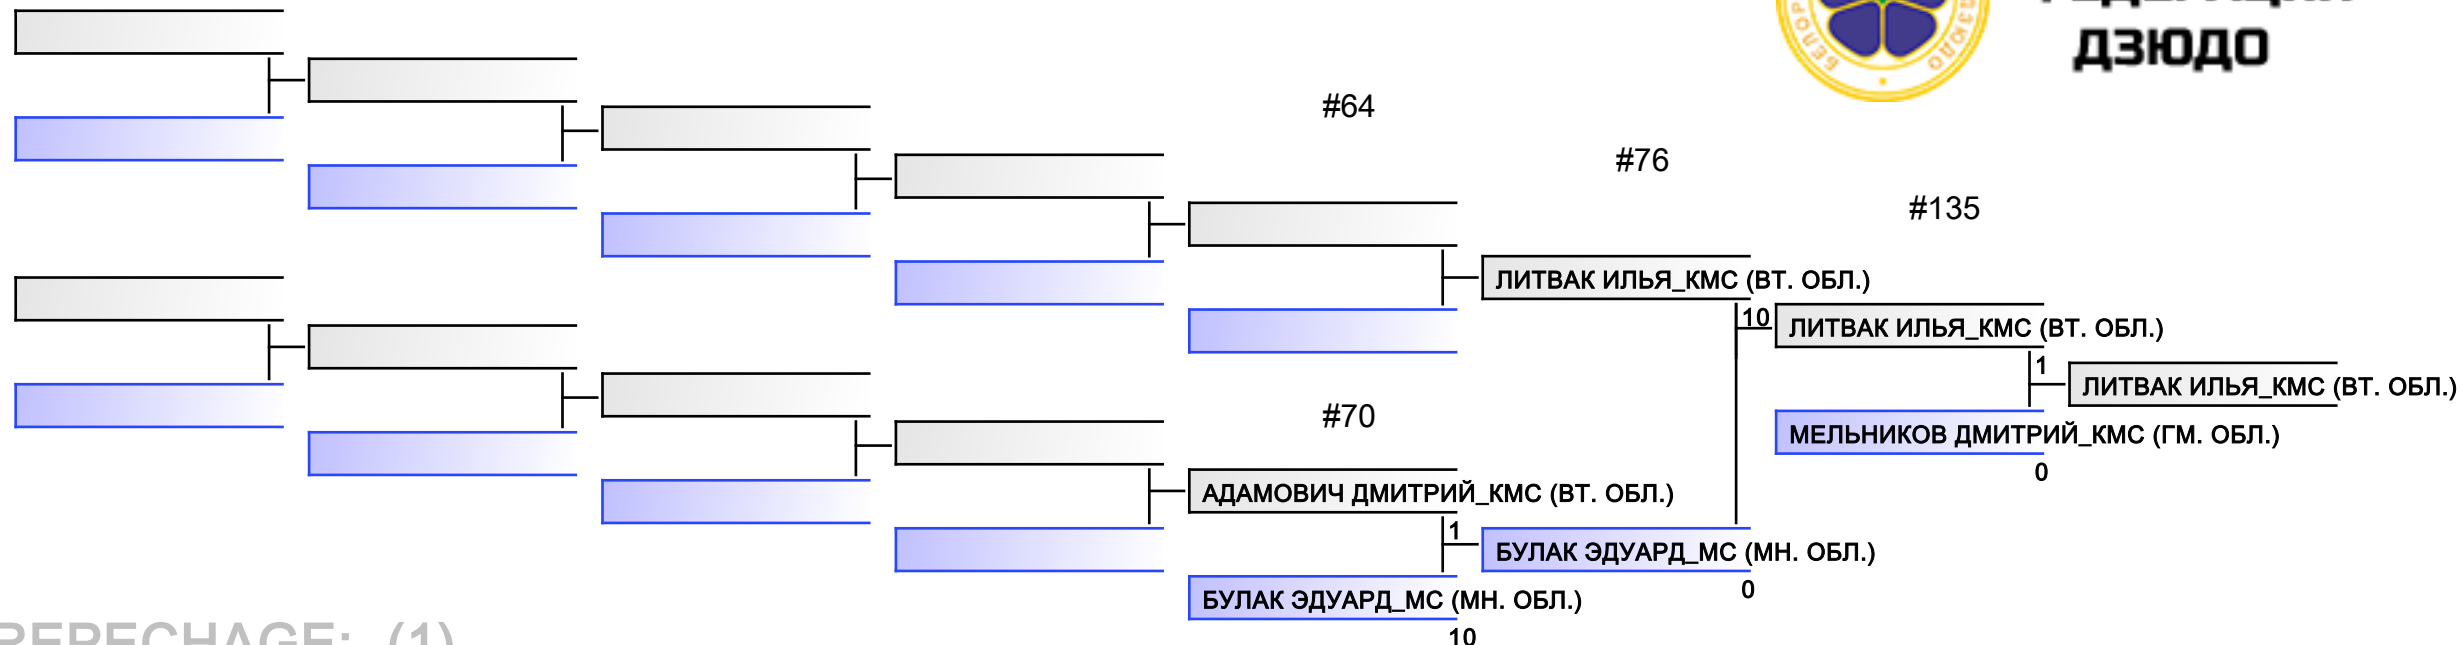 ДЗЮДО
#64
#76
#135
ЛИТВАК ИЛЬЯ_КМС (ВТ. ОБЛ.)
10
ЛИТВАК ИЛЬЯ_КМС (ВТ. ОБЛ.)
1
ЛИТВАК ИЛЬЯ_КМС (ВТ. ОБЛ.)
#70
МЕЛЬНИКОВ ДМИТРИЙ_КМС (ГМ. ОБЛ.)
0
АДАМОВИЧ ДМИТРИЙ_КМС (ВТ. ОБЛ.)
1
БУЛАК ЭДУАРД_МС (МН. ОБЛ.)
0
БУЛАК ЭДУАРД_МС (МН. ОБЛ.)
10
REPECHAGE: (1)